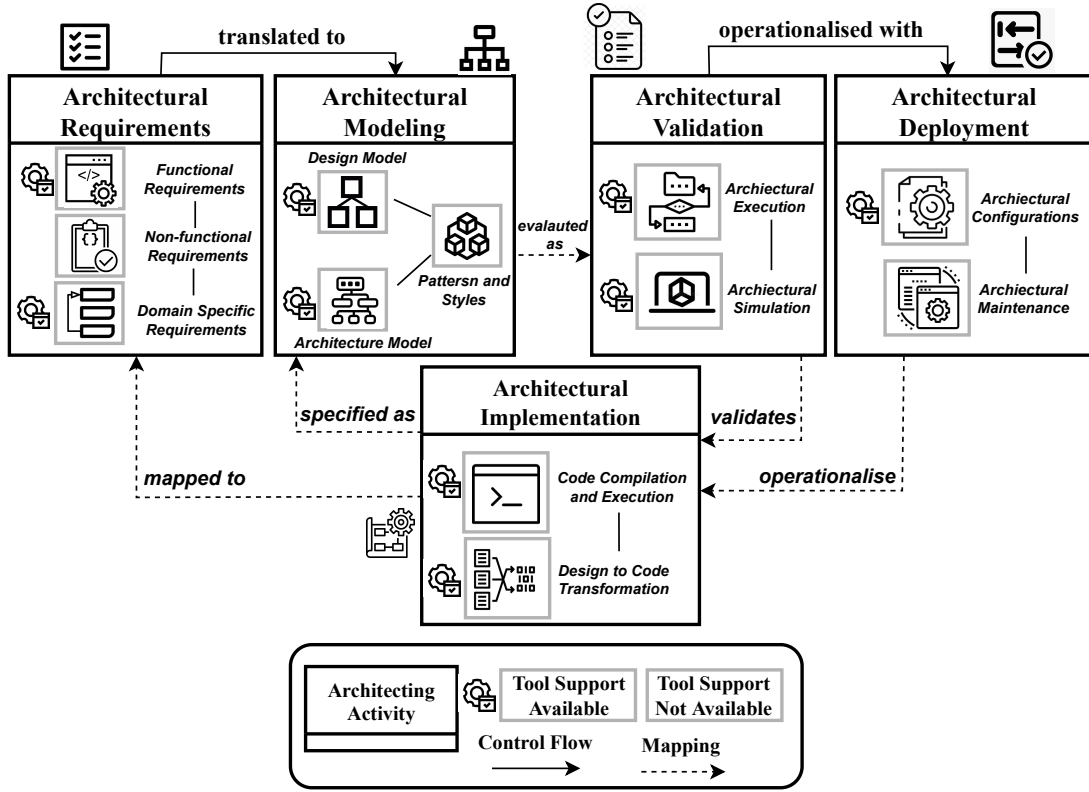 translated to
operationalised with
Architectural
Requirements
Functional
Requirements
Non-functional
Requirements
Domain Specific
Requirements
Architectural
Modeling
Design Model
Pattersn and
Styles
Architecture Model
evalauted
as
Architectural
Validation
Archiectural
Execution
Architectural
Simulation
Architectural
Deployment
Archiectural
Configurations
Architectural
Maintenance
specified as
mapped to
validates
operationalise
Architectural
Implementation
Code Compilation
and Execution
Design to Code
Transformation
Architecting
Activity
Tool Support
Available
Tool Support
Not Available
Control Flow
Mapping